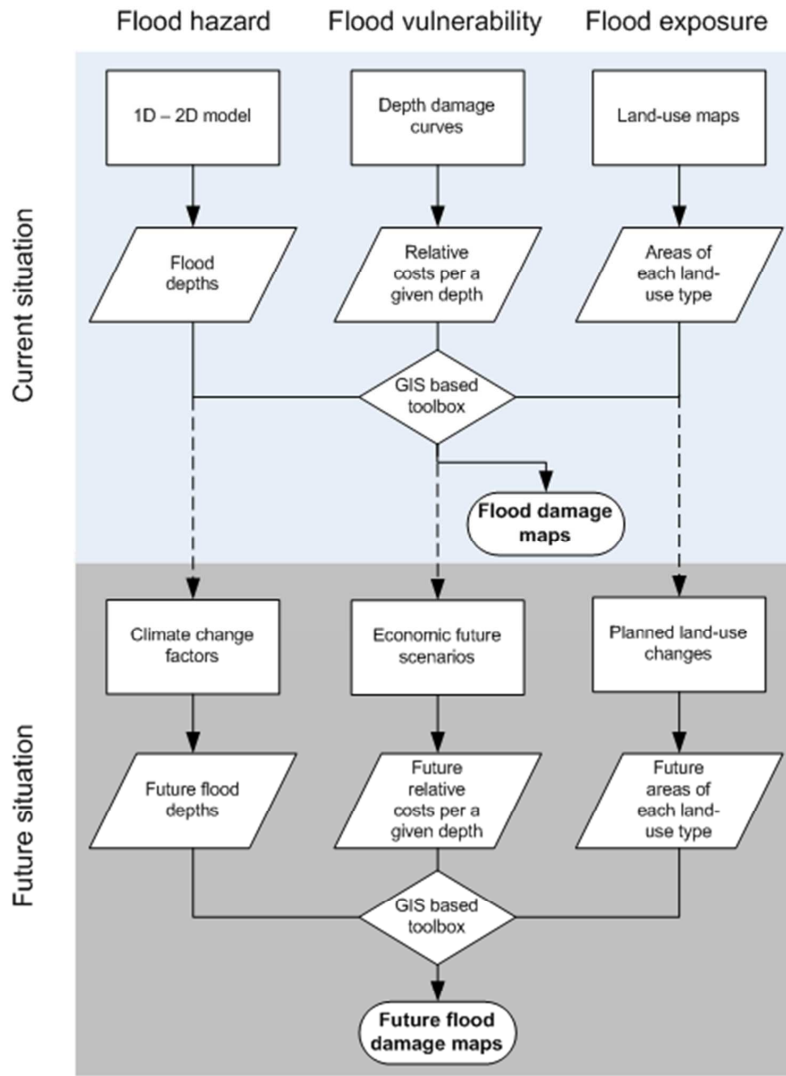 Flood hazard
Flood vulnerability
Flood exposure
Current situation
1D – 2D model
Depth damage
curves
Land-use maps
Flood
depths
Relative
costs per a
given depth
Areas of
each land-
use type
GIS based
toolbox
Flood damage
maps
Future situation
Climate change
factors
Economic future
scenarios
Planned land-use
changes
Future flood
depths
Future
relative
costs per a
given depth
Future
areas of
each land-
use type
GIS based
toolbox
Future flood
damage maps